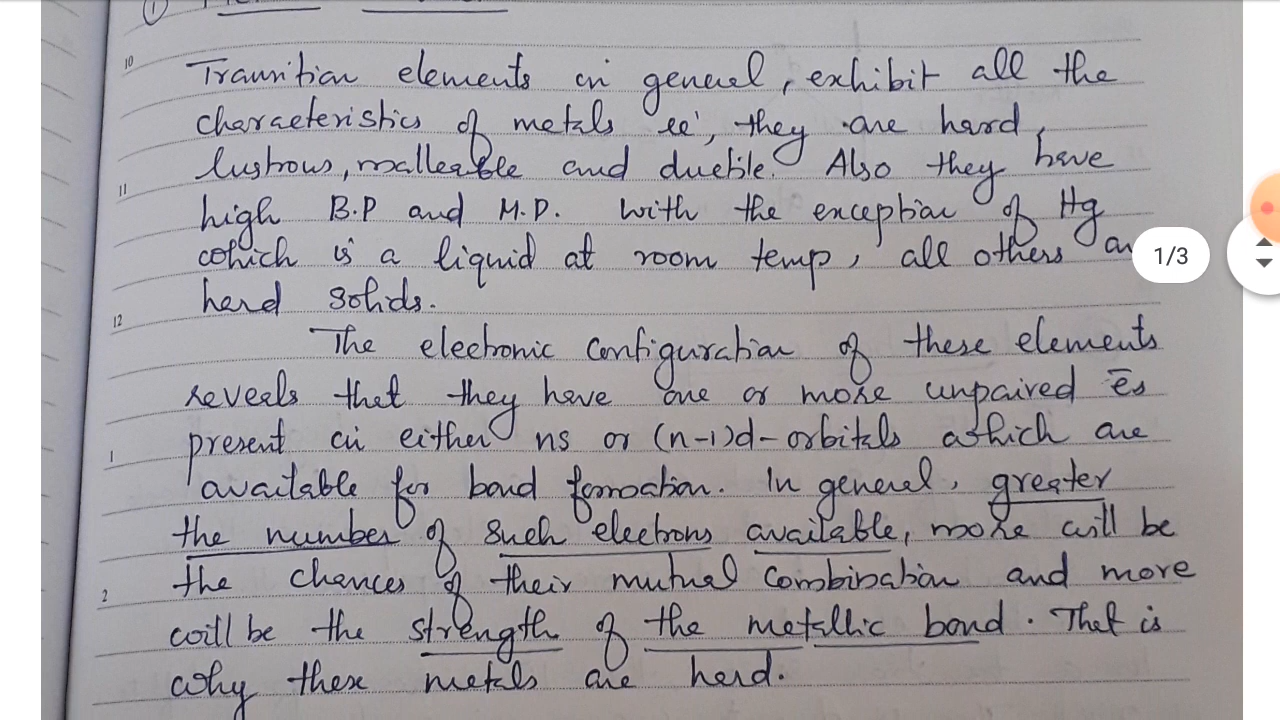 10
Transition elements in general, exhibit all the
characteristics of metals ie', they are hard,
lustrous, malleable and ductile. Also they have
11
high B.P and M.P. With the exception of Hg
which is a liquid at room temp, all others
1/3
hard solids.
12
The electronic configuration of these elements
reveals that they have one or more unpaired ēs
present in either ns or (n-1)d-orbitals which are
1
available for bond formation. In general, greater
the number of such electrons available, more will be
the chances of their mutual combination and more
2
will be the strength of the metallic bond. That is
why these metals are hard.